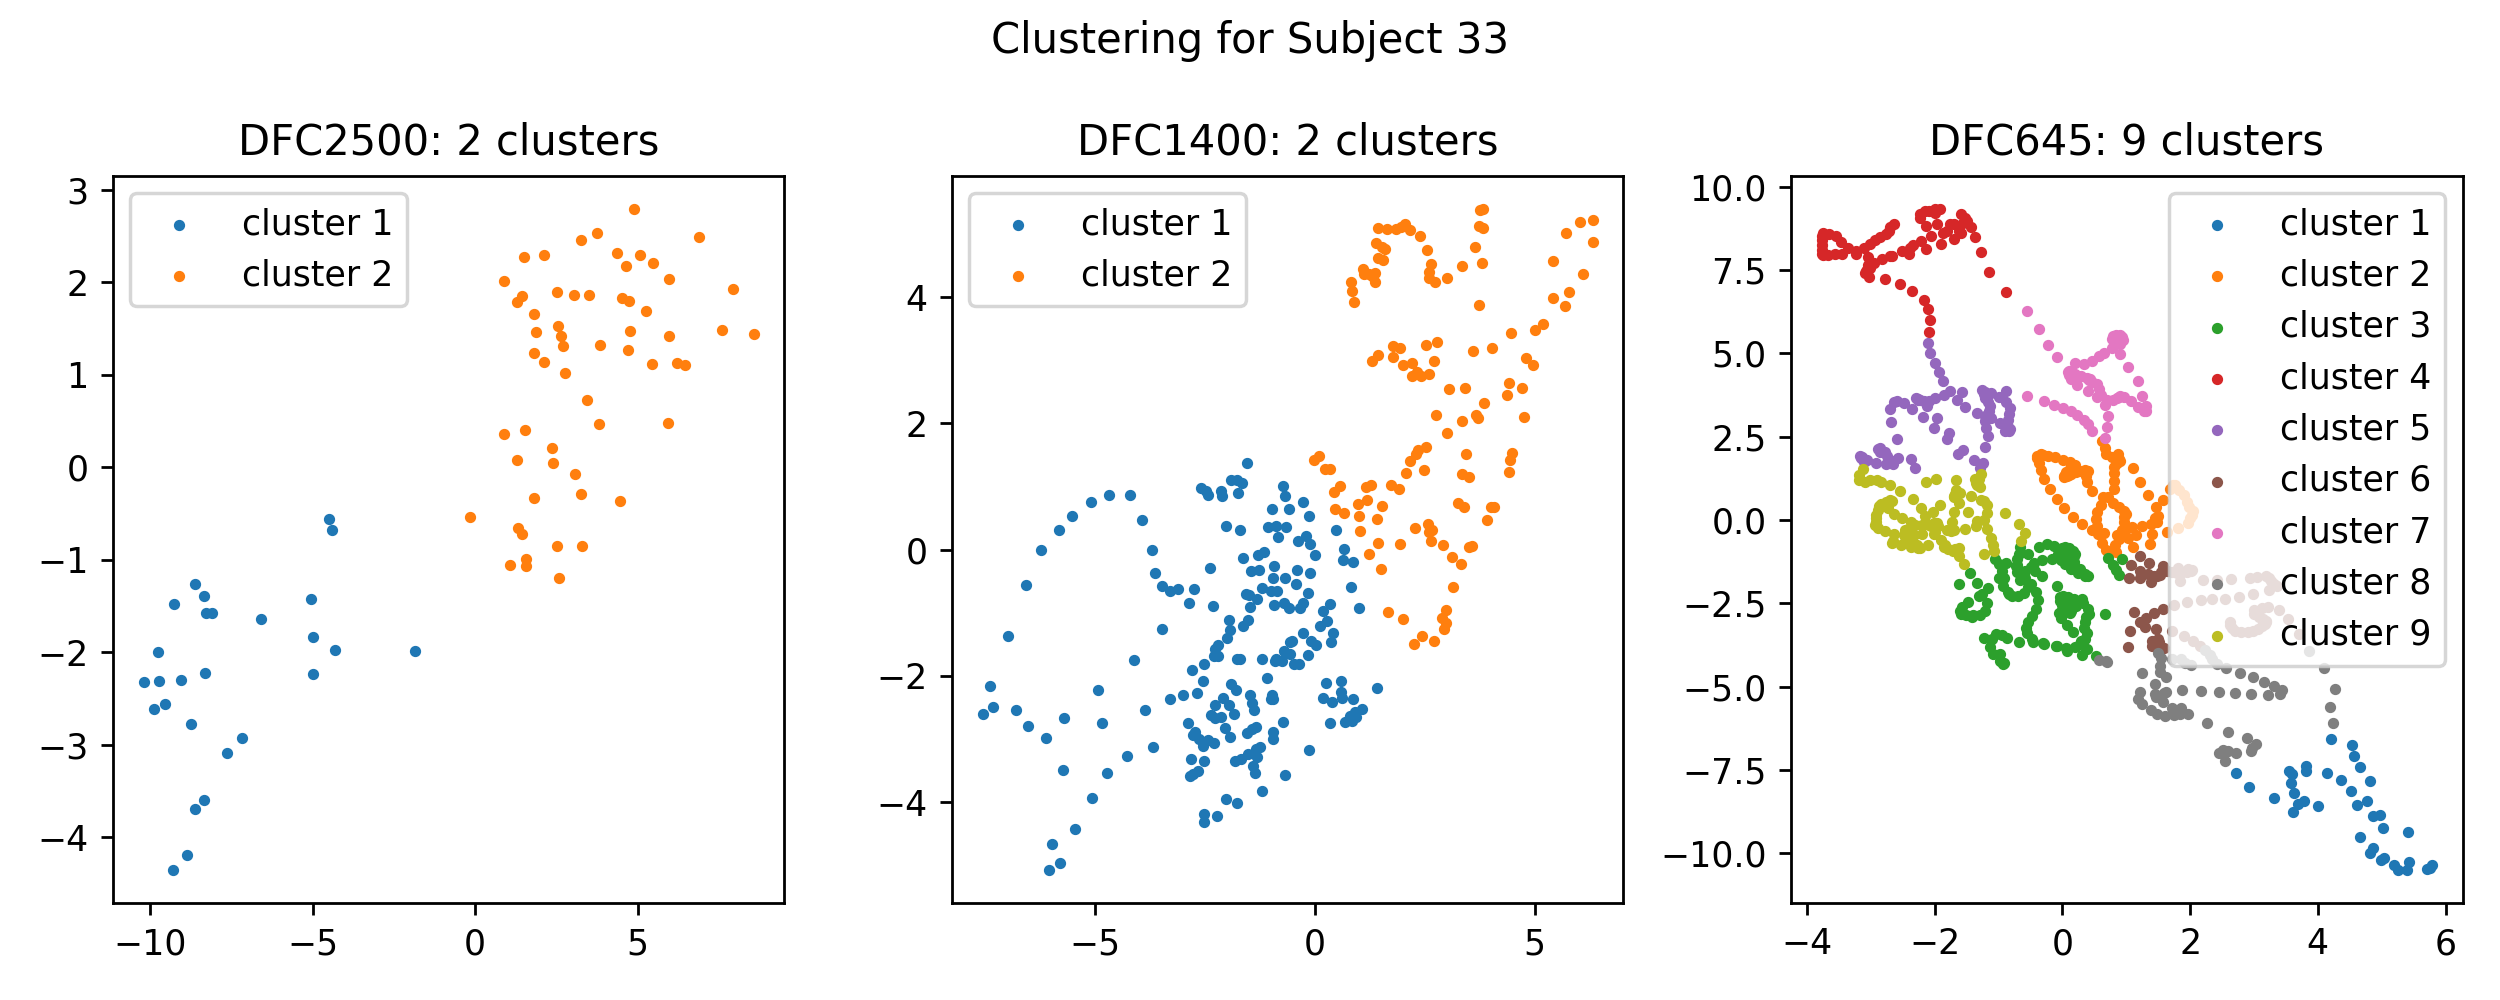 Clustering for Subject 33
DFC2500: 2 clusters
cluster 1
cluster 2
3
2
1
0
−1
−2
−3
−4
−10
−5
0
5
DFC1400: 2 clusters
cluster 1
cluster 2
4
2
0
−2
−4
−5
0
5
DFC645: 9 clusters
cluster 1
cluster 2
cluster 3
cluster 4
cluster 5
cluster 6
cluster 7
cluster 8
cluster 9
10.0
7.5
5.0
2.5
0.0
−2.5
−5.0
−7.5
−10.0
−4
−2
0
2
4
6